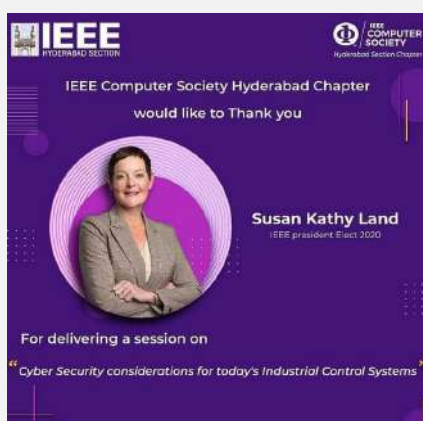 IEEE
HYDERABAD SECTION
IEEE
COMPUTER
SOCIETY
Hyderabad Section Chapter
IEEE Computer Society Hyderabad Chapter
would like to Thank you
Susan Kathy Land
IEEE president Elect 2020
For delivering a session on
“Cyber Security considerations for today's Industrial Control Systems”